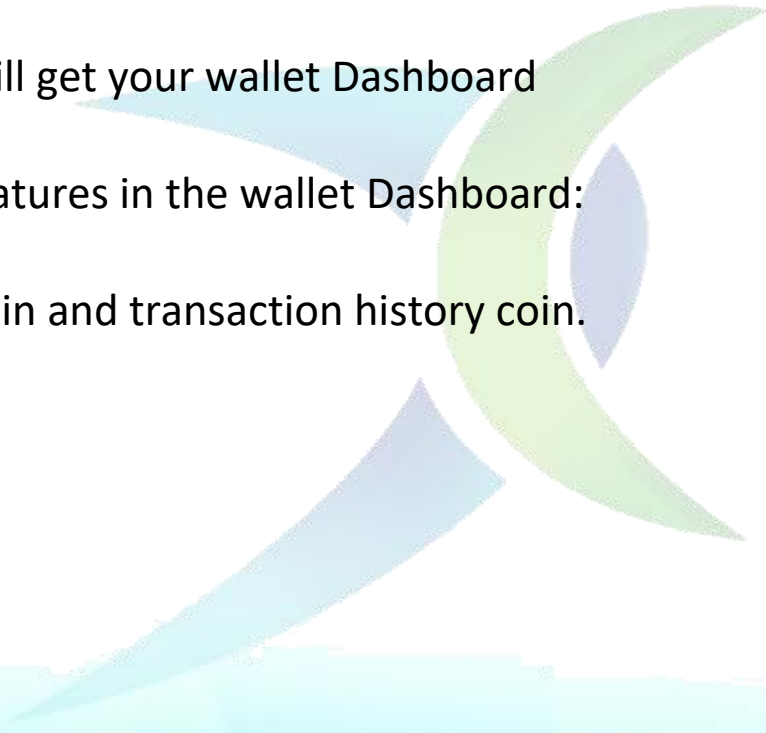 ill get your wallet Dashboard
atures in the wallet Dashboard:
in and transaction history coin.